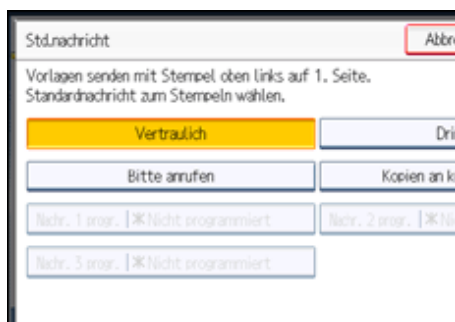 Std.nachricht Abbre
Vorlagen senden mit Stempel oben links auf 1. Seite.
Standardnachricht zum Stempeln wählen.
Vertraulich Dri
Bitte anrufen Kopien an k
Nachr. 1 progr. |✳Nicht programmiert Nachr. 2 progr. |✳Ni
Nachr. 3 progr. |✳Nicht programmiert